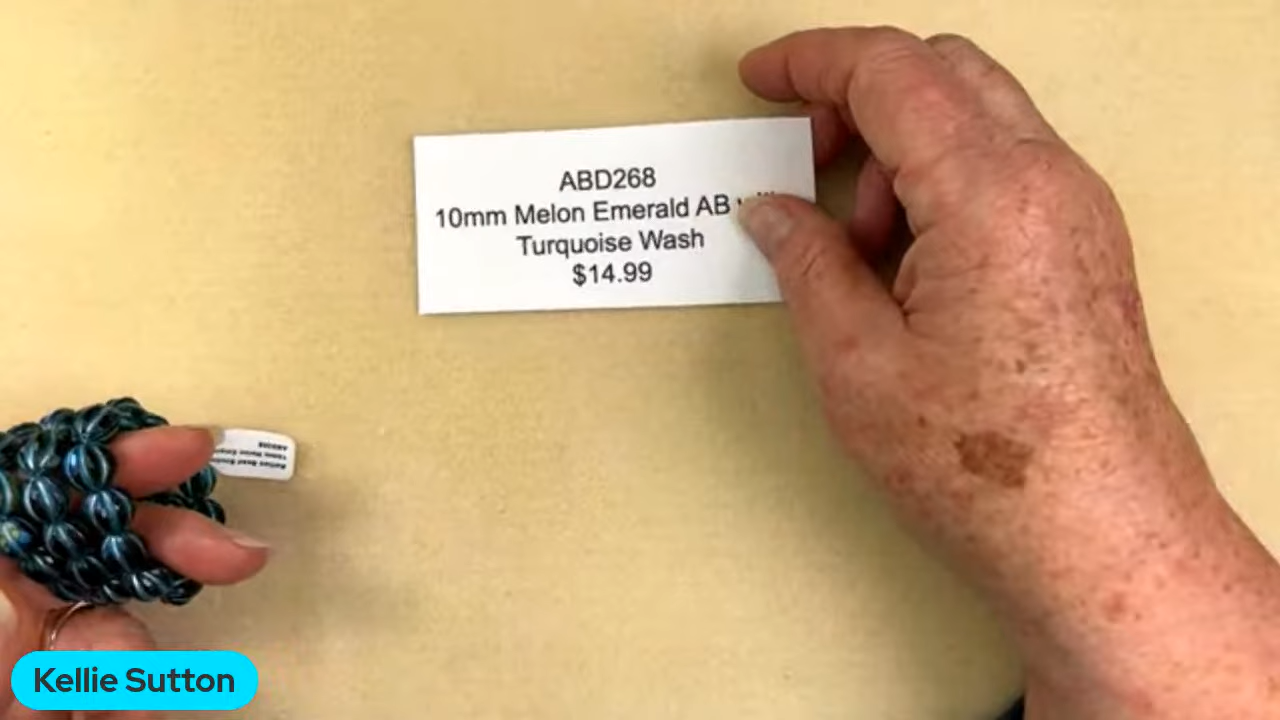 ABD268
10mm Melon Emerald AB
Turquoise Wash
$14.99
Kellie Sutton